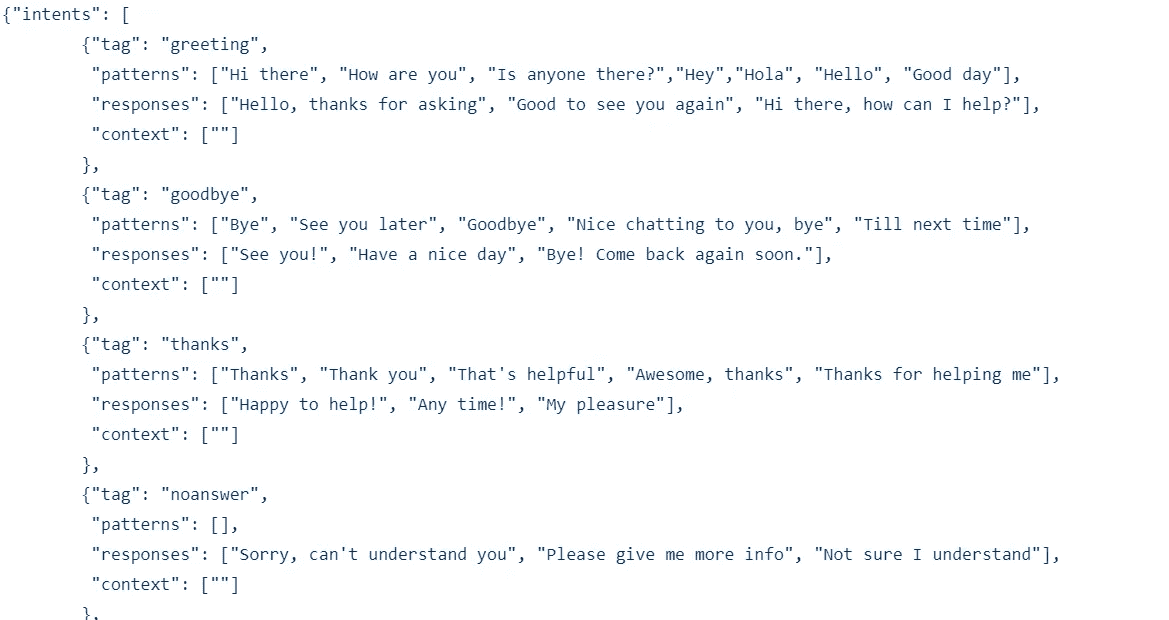 {"intents": [
{"tag": "greeting",
"patterns": ["Hi there", "How are you", "Is anyone there?","Hey","Hola", "Hello", "Good day"],
"responses": ["Hello, thanks for asking", "Good to see you again", "Hi there, how can I help?"],
"context": [""]
},
{"tag": "goodbye",
"patterns": ["Bye", "See you later", "Goodbye", "Nice chatting to you, bye", "Till next time"],
"responses": ["See you!", "Have a nice day", "Bye! Come back again soon."],
"context": [""]
},
{"tag": "thanks",
"patterns": ["Thanks", "Thank you", "That's helpful", "Awesome, thanks", "Thanks for helping me"],
"responses": ["Happy to help!", "Any time!", "My pleasure"],
"context": [""]
},
{"tag": "noanswer",
"patterns": [],
"responses": ["Sorry, can't understand you", "Please give me more info", "Not sure I understand"],
"context": [""]
},